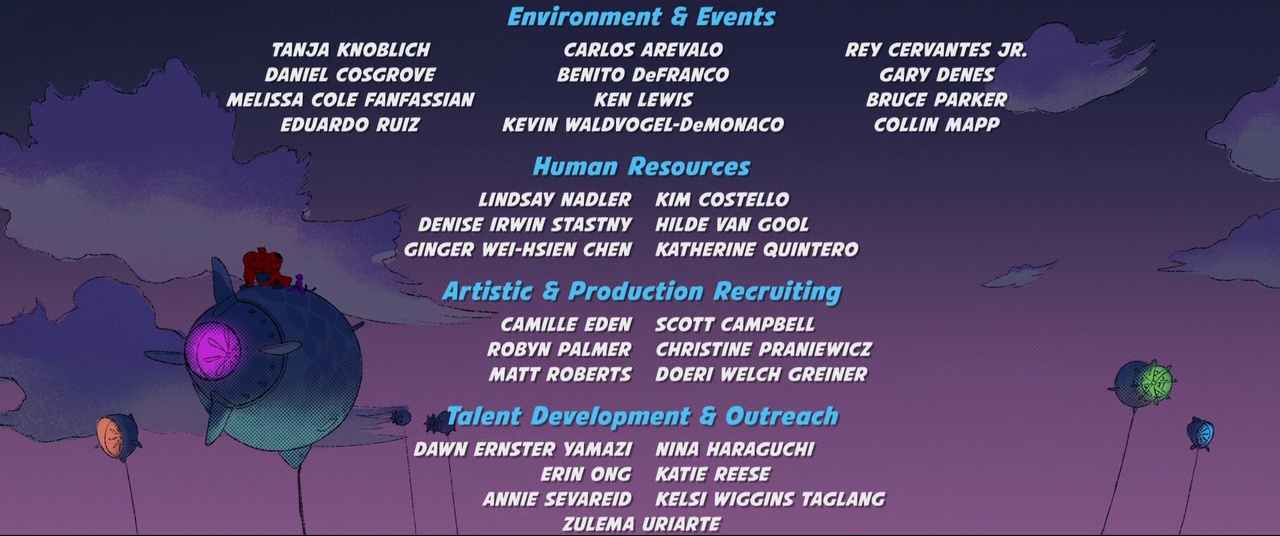 Environment & Events
TANJA KNOBLICH CARLOS AREVALO REY CERVANTES JR.
DANIEL COSGROVE BENITO DeFRANCO GARY DENES
MELISSA COLE FANFASSIAN KEN LEWIS BRUCE PARKER
EDUARDO RUIZ KEVIN WALDVOGEL-DeMONACO COLLIN MAPP
Human Resources
LINDSAY NADLER KIM COSTELLO
DENISE IRWIN STASTNY HILDE VAN GOOL
GINGER WEI-HSIEN CHEN KATHERINE QUINTERO
Artistic & Production Recruiting
CAMILLE EDEN SCOTT CAMPBELL
ROBYN PALMER CHRISTINE PRANIEWICZ
MATT ROBERTS DOERI WELCH GREINER
Talent Development & Outreach
DAWN ERNSTER YAMAZI NINA HARAGUCHI
ERIN ONG KATIE REESE
ANNIE SEVAREID KELSI WIGGINS TAGLANG
ZULEMA URIARTE